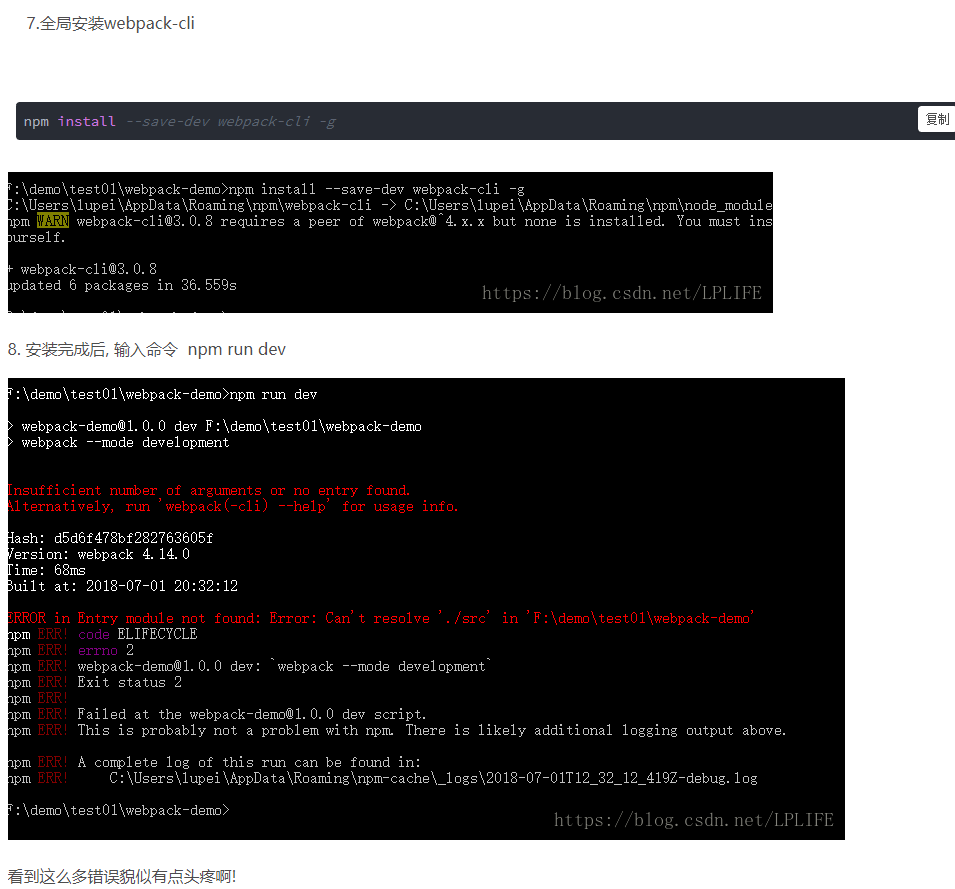 7.全局安装webpack-cli
npm install --save-dev webpack-cli -g
复制
F:\demo\test01\webpack-demo>npm install --save-dev webpack-cli -g
C:\Users\lupei\AppData\Roaming\npm\webpack-cli -> C:\Users\lupei\AppData\Roaming\npm\node_module
npm WARN webpack-cli@3.0.8 requires a peer of webpack@^4.x.x but none is installed. You must ins
ourself.
+ webpack-cli@3.0.8
updated 6 packages in 36.559s
https://blog.csdn.net/LPLIFE
8. 安装完成后, 输入命令 npm run dev
F:\demo\test01\webpack-demo>npm run dev
> webpack-demo@1.0.0 dev F:\demo\test01\webpack-demo
> webpack --mode development
Insufficient number of arguments or no entry found.
Alternatively, run 'webpack(-cli) --help' for usage info.
Hash: d5d6f478bf282763605f
Version: webpack 4.14.0
Time: 68ms
Built at: 2018-07-01 20:32:12
ERROR in Entry module not found: Error: Can't resolve './src' in 'F:\demo\test01\webpack-demo'
npm ERR! code ELIFECYCLE
npm ERR! errno 2
npm ERR! webpack-demo@1.0.0 dev: `webpack --mode development`
npm ERR! Exit status 2
npm ERR!
npm ERR! Failed at the webpack-demo@1.0.0 dev script.
npm ERR! This is probably not a problem with npm. There is likely additional logging output above.
npm ERR! A complete log of this run can be found in:
npm ERR!     C:\Users\lupei\AppData\Roaming\npm-cache\_logs\2018-07-01T12_32_12_419Z-debug.log
F:\demo\test01\webpack-demo>
https://blog.csdn.net/LPLIFE
看到这么多错误貌似有点头疼啊!